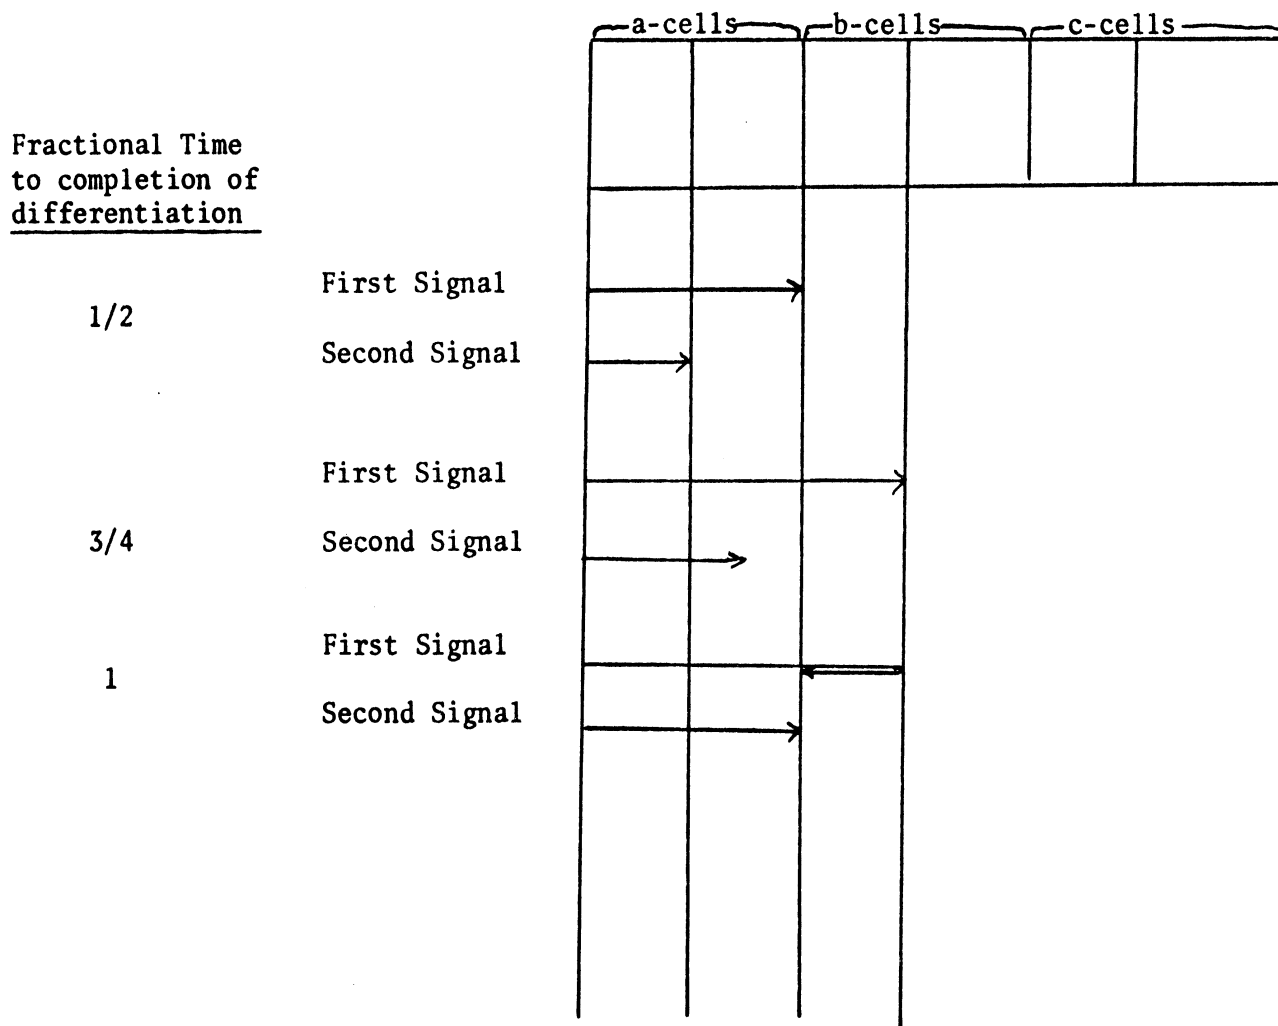 a-cells b-cells c-cells
Fractional Time
to completion of
differentiation
First Signal
1/2
Second Signal
First Signal
3/4 Second Signal
First Signal
1
Second Signal